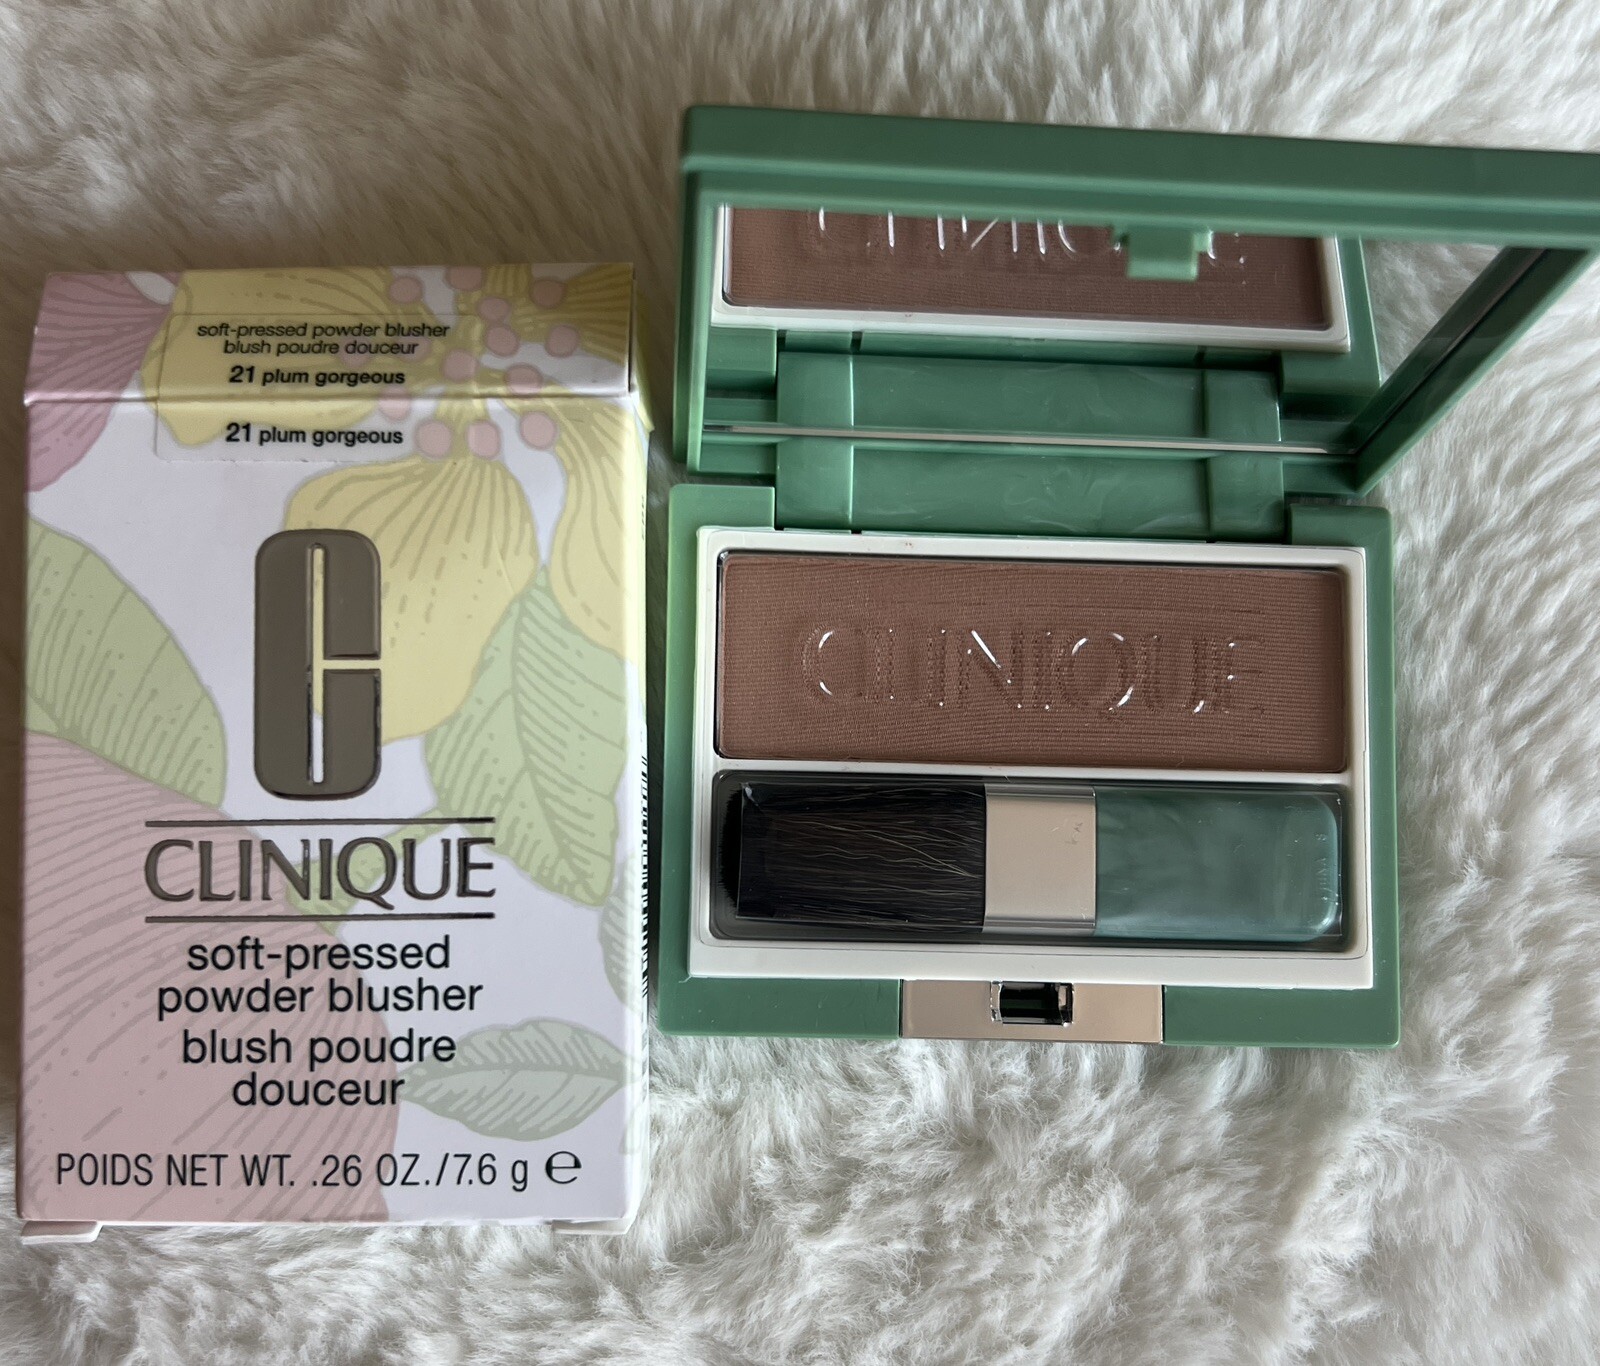 soft-pressed powder blusher
blush poudre douceur
21 plum gorgeous
21 plum gorgeous
CLINIQUE
soft-pressed
powder blusher
blush poudre
douceur
POIDS NET WT. .26 OZ./7.6 g e
CLINIQUE